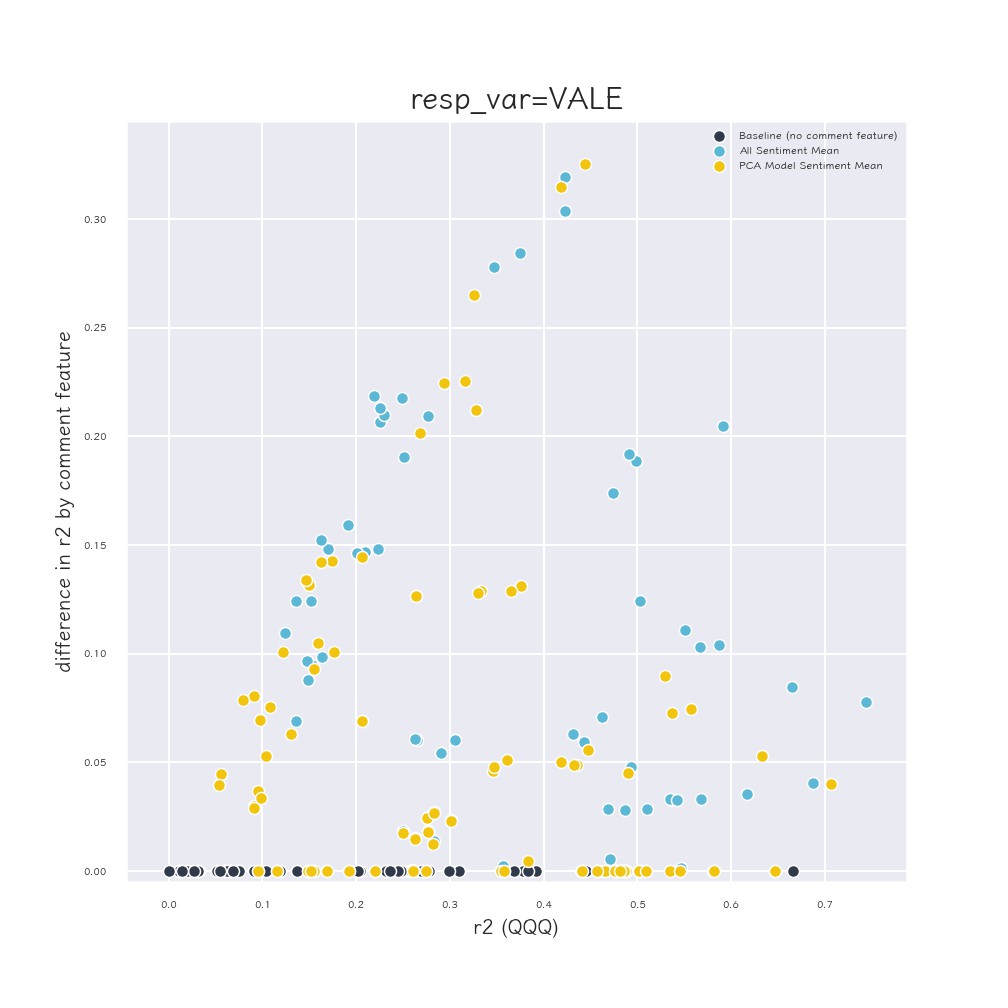 resp_var=VALE
Baseline (no comment feature)
All Sentiment Mean
PCA Model Sentiment Mean
difference in r2 by comment feature
0.30
0.25
0.20
0.15
0.10
0.05
0.00
0.0 0.1 0.2 0.3 0.4 0.5 0.6 0.7
r2 (QQQ)